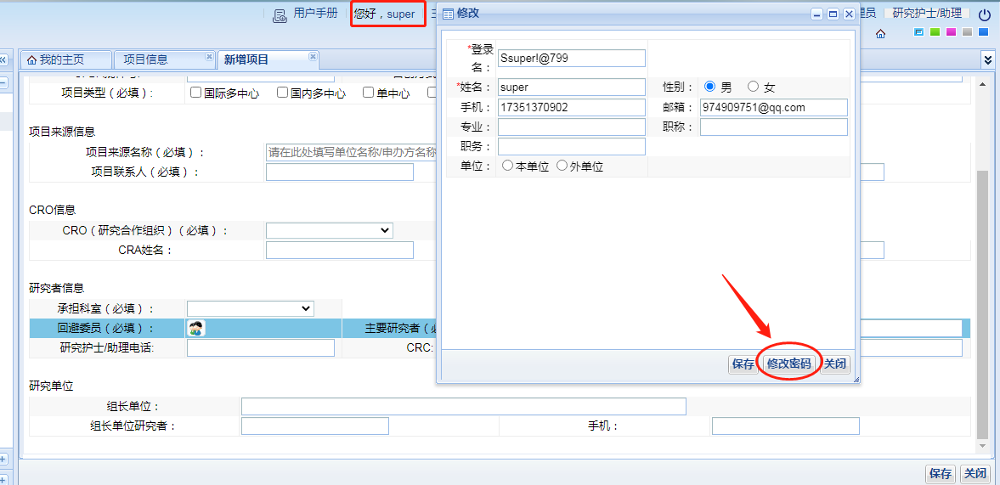 用户手册
您好，super
修改
研究护士/助理
我的主页
项目信息
新增项目
项目类型（必填）:
国际多中心
国内多中心
单中心
项目来源信息
项目来源名称（必填）：
请在此处填写单位名称/申办方名称
项目联系人（必填）：
CRO信息
CRO（研究合作组织）（必填）：
CRA姓名：
研究者信息
承担科室（必填）：
回避委员（必填）：
主要研究者（
研究护士/助理电话:
CRC:
研究单位
组长单位：
组长单位研究者：
手机：
保存
关闭
*登录
名：
Ssuper!@799
*姓名：
super
性别：
男
女
手机：
17351370902
邮箱：
974909751@qq.com
专业：
职称：
职务：
单位：
本单位
外单位
保存
修改密码
关闭